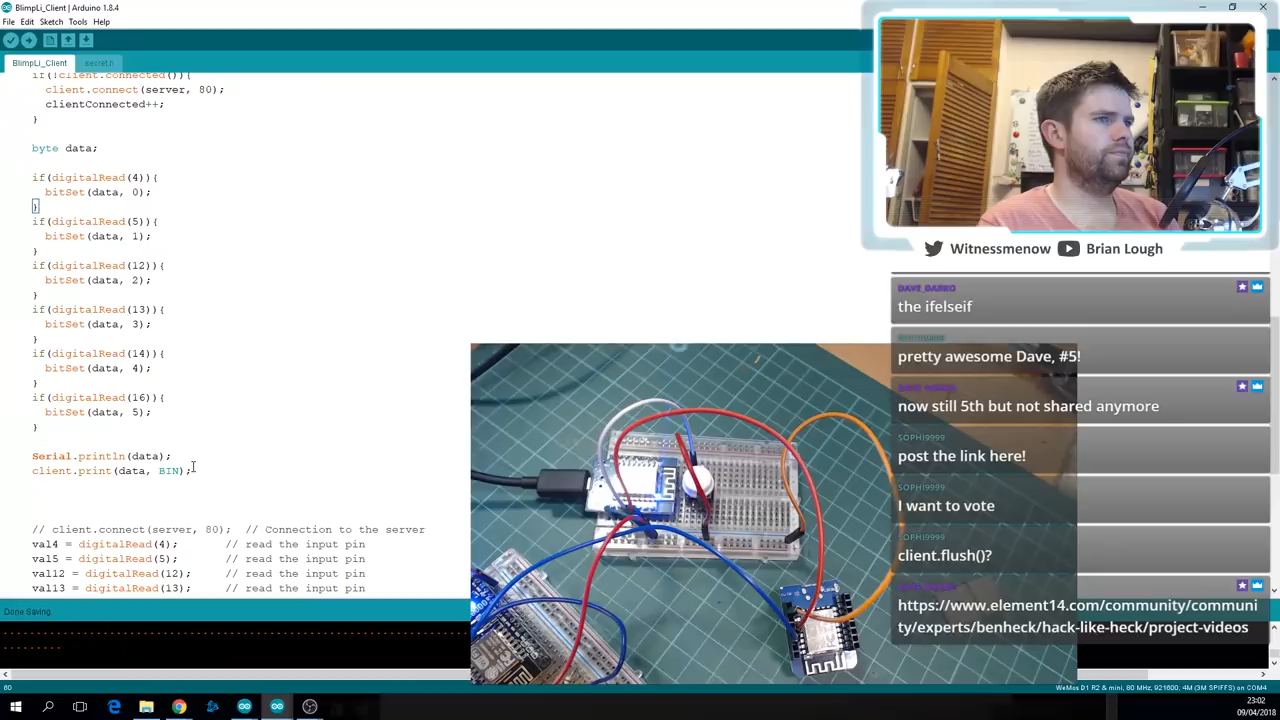 BlimpLi_Client | Arduino 1.8.4
File Edit Sketch Tools Help
BlimpLi_Client
secret.h
if(!client.connected()){
client.connect(server, 80);
clientConnected++;
}
byte data;
if(digitalRead(4)){
bitSet(data, 0);
}
if(digitalRead(5)){
bitSet(data, 1);
}
if(digitalRead(12)){
bitSet(data, 2);
}
if(digitalRead(13)){
bitSet(data, 3);
}
if(digitalRead(14)){
bitSet(data, 4);
}
if(digitalRead(16)){
bitSet(data, 5);
}
Serial.println(data);
client.print(data, BIN);
// client.connect(server, 80);  // Connection to the server
val4 = digitalRead(4);       // read the input pin
val5 = digitalRead(5);       // read the input pin
val12 = digitalRead(12);     // read the input pin
val13 = digitalRead(13);     // read the input pin
Done Saving.
60
WeMos D1 R2 & mini, 80 MHz, 921600, 4M (3M SPIFFS) on COM4
23:02
09/04/2018
Witnessmenow
Brian Lough
DAVE_DARKO
the ifelseif
pretty awesome Dave, #5!
now still 5th but not shared anymore
SOPHI9999
post the link here!
SOPHI9999
I want to vote
SOPHI9999
client.flush()?
https://www.element14.com/community/communi
ty/experts/benheck/hack-like-heck/project-videos